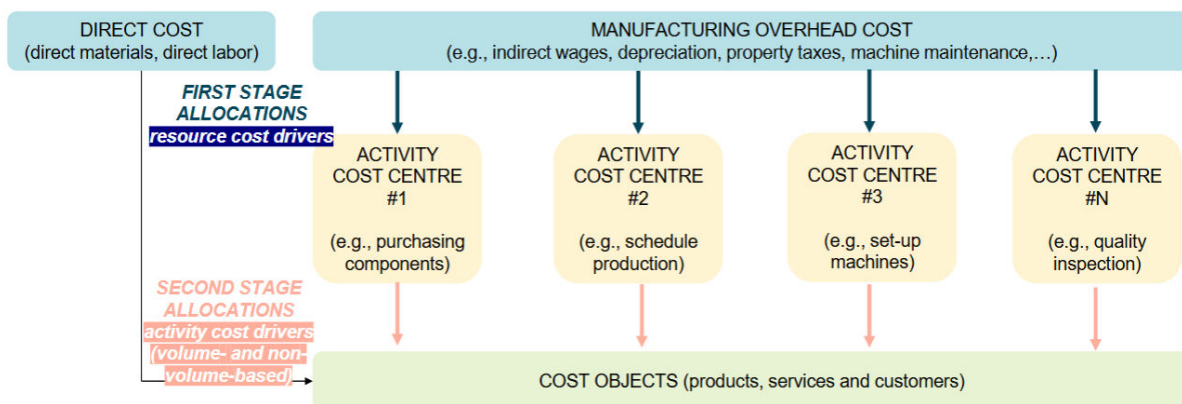 DIRECT COST
(direct materials, direct labor)
MANUFACTURING OVERHEAD COST
(e.g., indirect wages, depreciation, property taxes, machine maintenance,...)
FIRST STAGE
ALLOCATIONS
resource cost drivers
ACTIVITY
COST CENTRE
#1
(e.g., purchasing
components)
ACTIVITY
COST CENTRE
#2
(e.g., schedule
production)
ACTIVITY
COST CENTRE
#3
(e.g., set-up
machines)
ACTIVITY
COST CENTRE
#N
(e.g., quality
inspection)
SECOND STAGE
ALLOCATIONS
activity cost drivers
(volume- and non-
volume-based)
COST OBJECTS (products, services and customers)